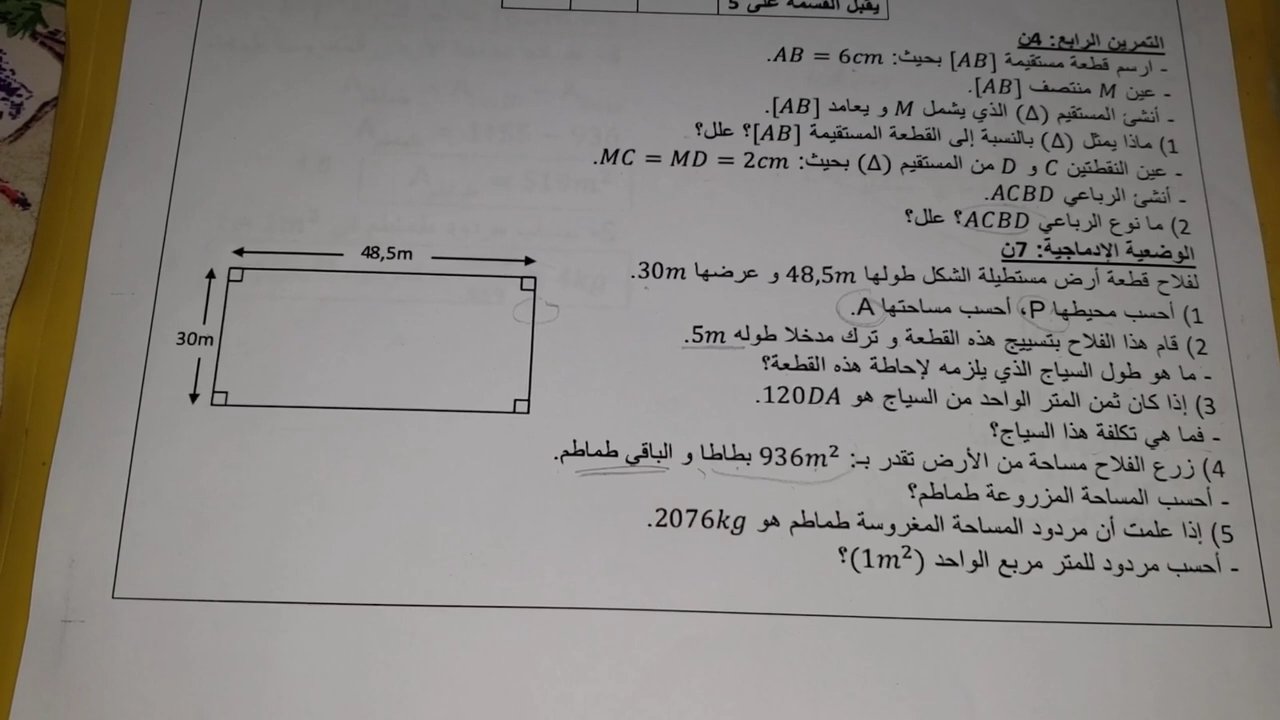 يقبل القسمة على 5
التمرين الرابع: 4ن
- ارسم قطعة مستقيمة [AB] بحيث: AB = 6cm.
- عين M منتصف [AB].
- أنشئ المستقيم (Δ) الذي يشمل M و يعامد [AB].
1) ماذا يمثل (Δ) بالنسبة إلى القطعة المستقيمة [AB]؟ علل؟
- عين النقطتين C و D من المستقيم (Δ) بحيث: MC = MD = 2cm.
- أنشئ الرباعي ACBD.
2) ما نوع الرباعي ACBD؟ علل؟
الوضعية الإدماجية: 7ن
لفلاح قطعة أرض مستطيلة الشكل طولها 48,5m و عرضها 30m.
1) أحسب محيطها P، أحسب مساحتها A.
2) قام هذا الفلاح بتسييج هذه القطعة و ترك مدخلا طوله 5m.
- ما هو طول السياج الذي يلزمه لإحاطة هذه القطعة؟
3) إذا كان ثمن المتر الواحد من السياج هو 120DA.
- فما هي تكلفة هذا السياج؟
4) زرع الفلاح مساحة من الأرض تقدر بـ: 936m² بطاطا و الباقي طماطم.
- أحسب المساحة المزروعة طماطم؟
5) إذا علمت أن مردود المساحة المغروسة طماطم هو 2076kg.
- أحسب مردود للمتر مربع الواحد (1m²)؟
48,5m
30m